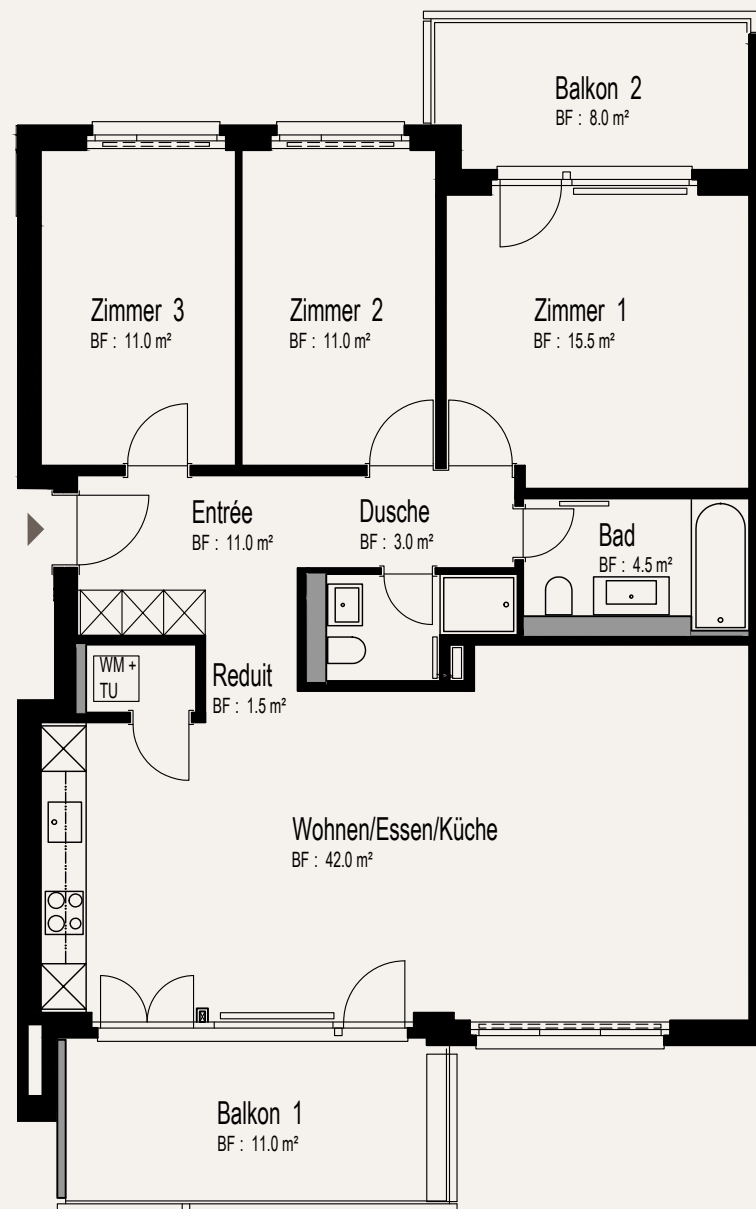 Balkon 2
BF : 8.0 m²
Zimmer 3
BF : 11.0 m²
Zimmer 2
BF : 11.0 m²
Zimmer 1
BF : 15.5 m²
Entrée
BF : 11.0 m²
Dusche
BF : 3.0 m²
Bad
BF : 4.5 m²
WM +
TU
Reduit
BF : 1.5 m²
Wohnen/Essen/Küche
BF : 42.0 m²
Balkon 1
BF : 11.0 m²